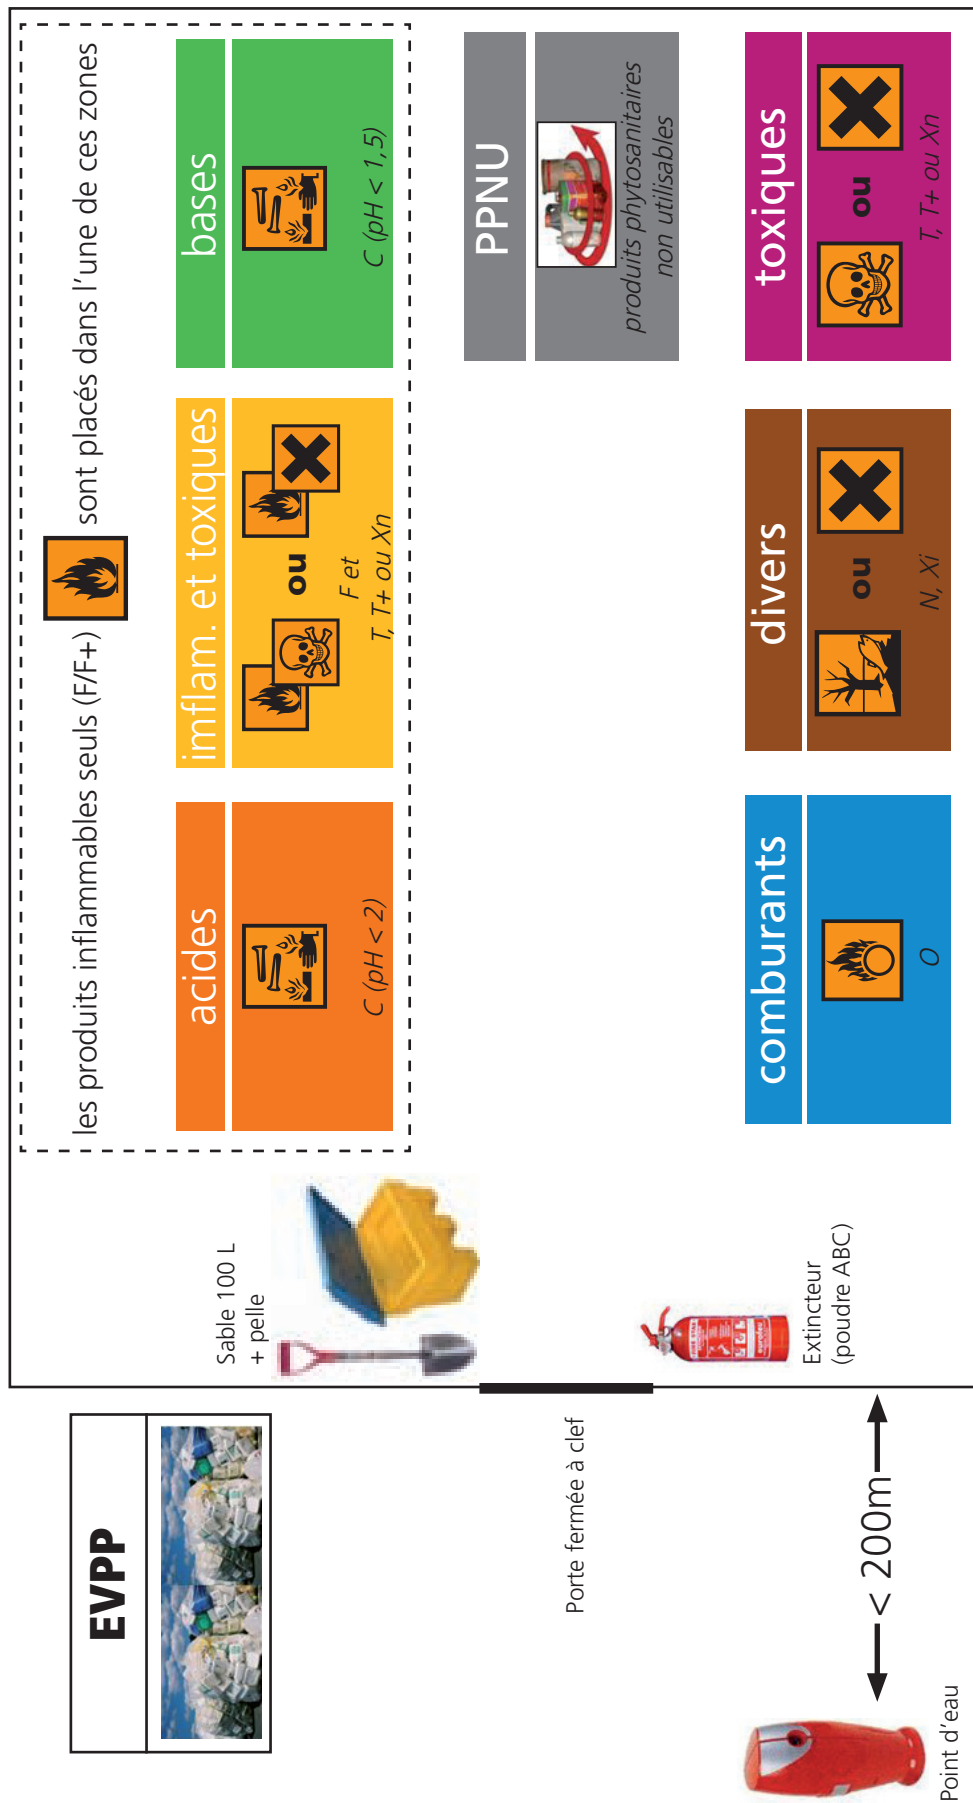 EVPP
Point d'eau
< 200m
Porte fermée à clef
Sable 100 L
+ pelle
Extincteur
(poudre ABC)
les produits inflammables seuls (F/F+) sont placés dans l'une de ces zones
acides
C (pH < 2)
imflam. et toxiques
ou
F et
T, T+ ou Xn
bases
C (pH < 1,5)
PPNU
produits phytosanitaires
non utilisables
comburants
O
divers
ou
N, Xi
toxiques
ou
T, T+ ou Xn